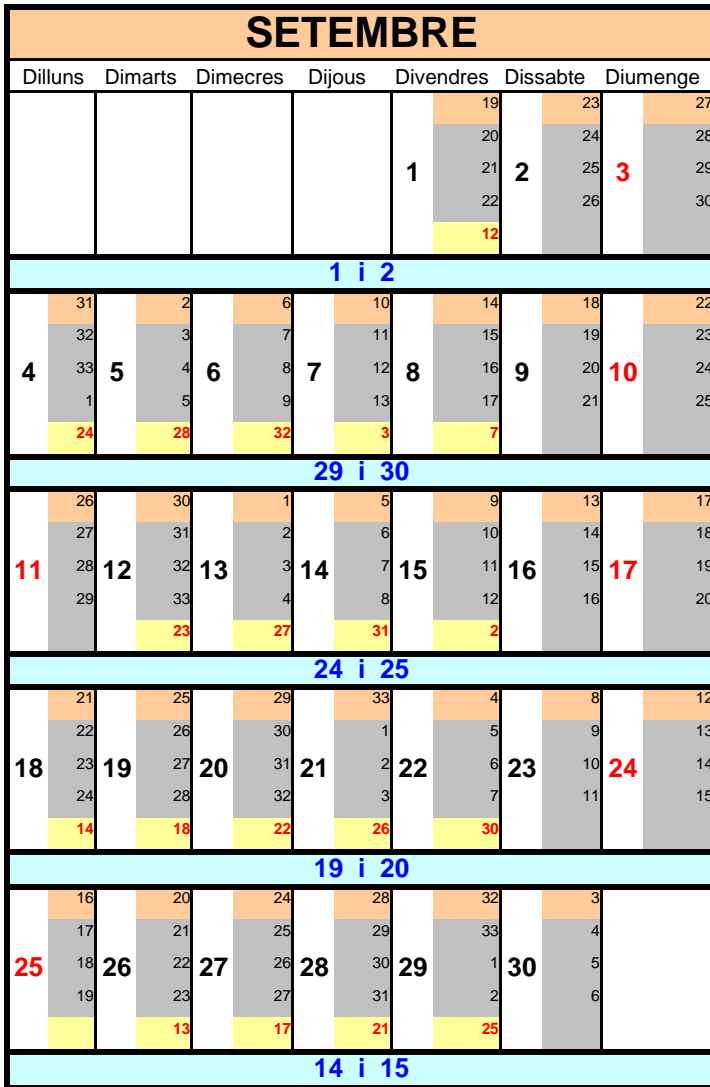 SETEMBRE
Dilluns Dimarts Dimecres Dijous Divendres Dissabte Diumenge
19 23 27
20 24 28
1 21 2 25 3 29
22 26 30
12
1 i 2
31 2 6 10 14 18 22
32 3 7 11 15 19 23
4 33 5 4 6 8 7 12 8 16 9 20 10 24
1 5 9 13 17 21 25
24 28 32 3 7
29 i 30
26 30 1 5 9 13 17
27 31 2 6 10 14 18
11 28 12 32 13 3 14 7 15 11 16 15 17 19
29 33 4 8 12 16 20
23 27 31 2
24 i 25
21 25 29 33 4 8 12
22 26 30 1 5 9 13
18 23 19 27 20 31 21 2 22 6 23 10 24 14
24 28 32 3 7 11 15
14 18 22 26 30
19 i 20
16 20 24 28 32 3
17 21 25 29 33 4
25 18 26 22 27 26 28 30 29 1 30 5
19 23 27 31 2 6
13 17 21 25
14 i 15